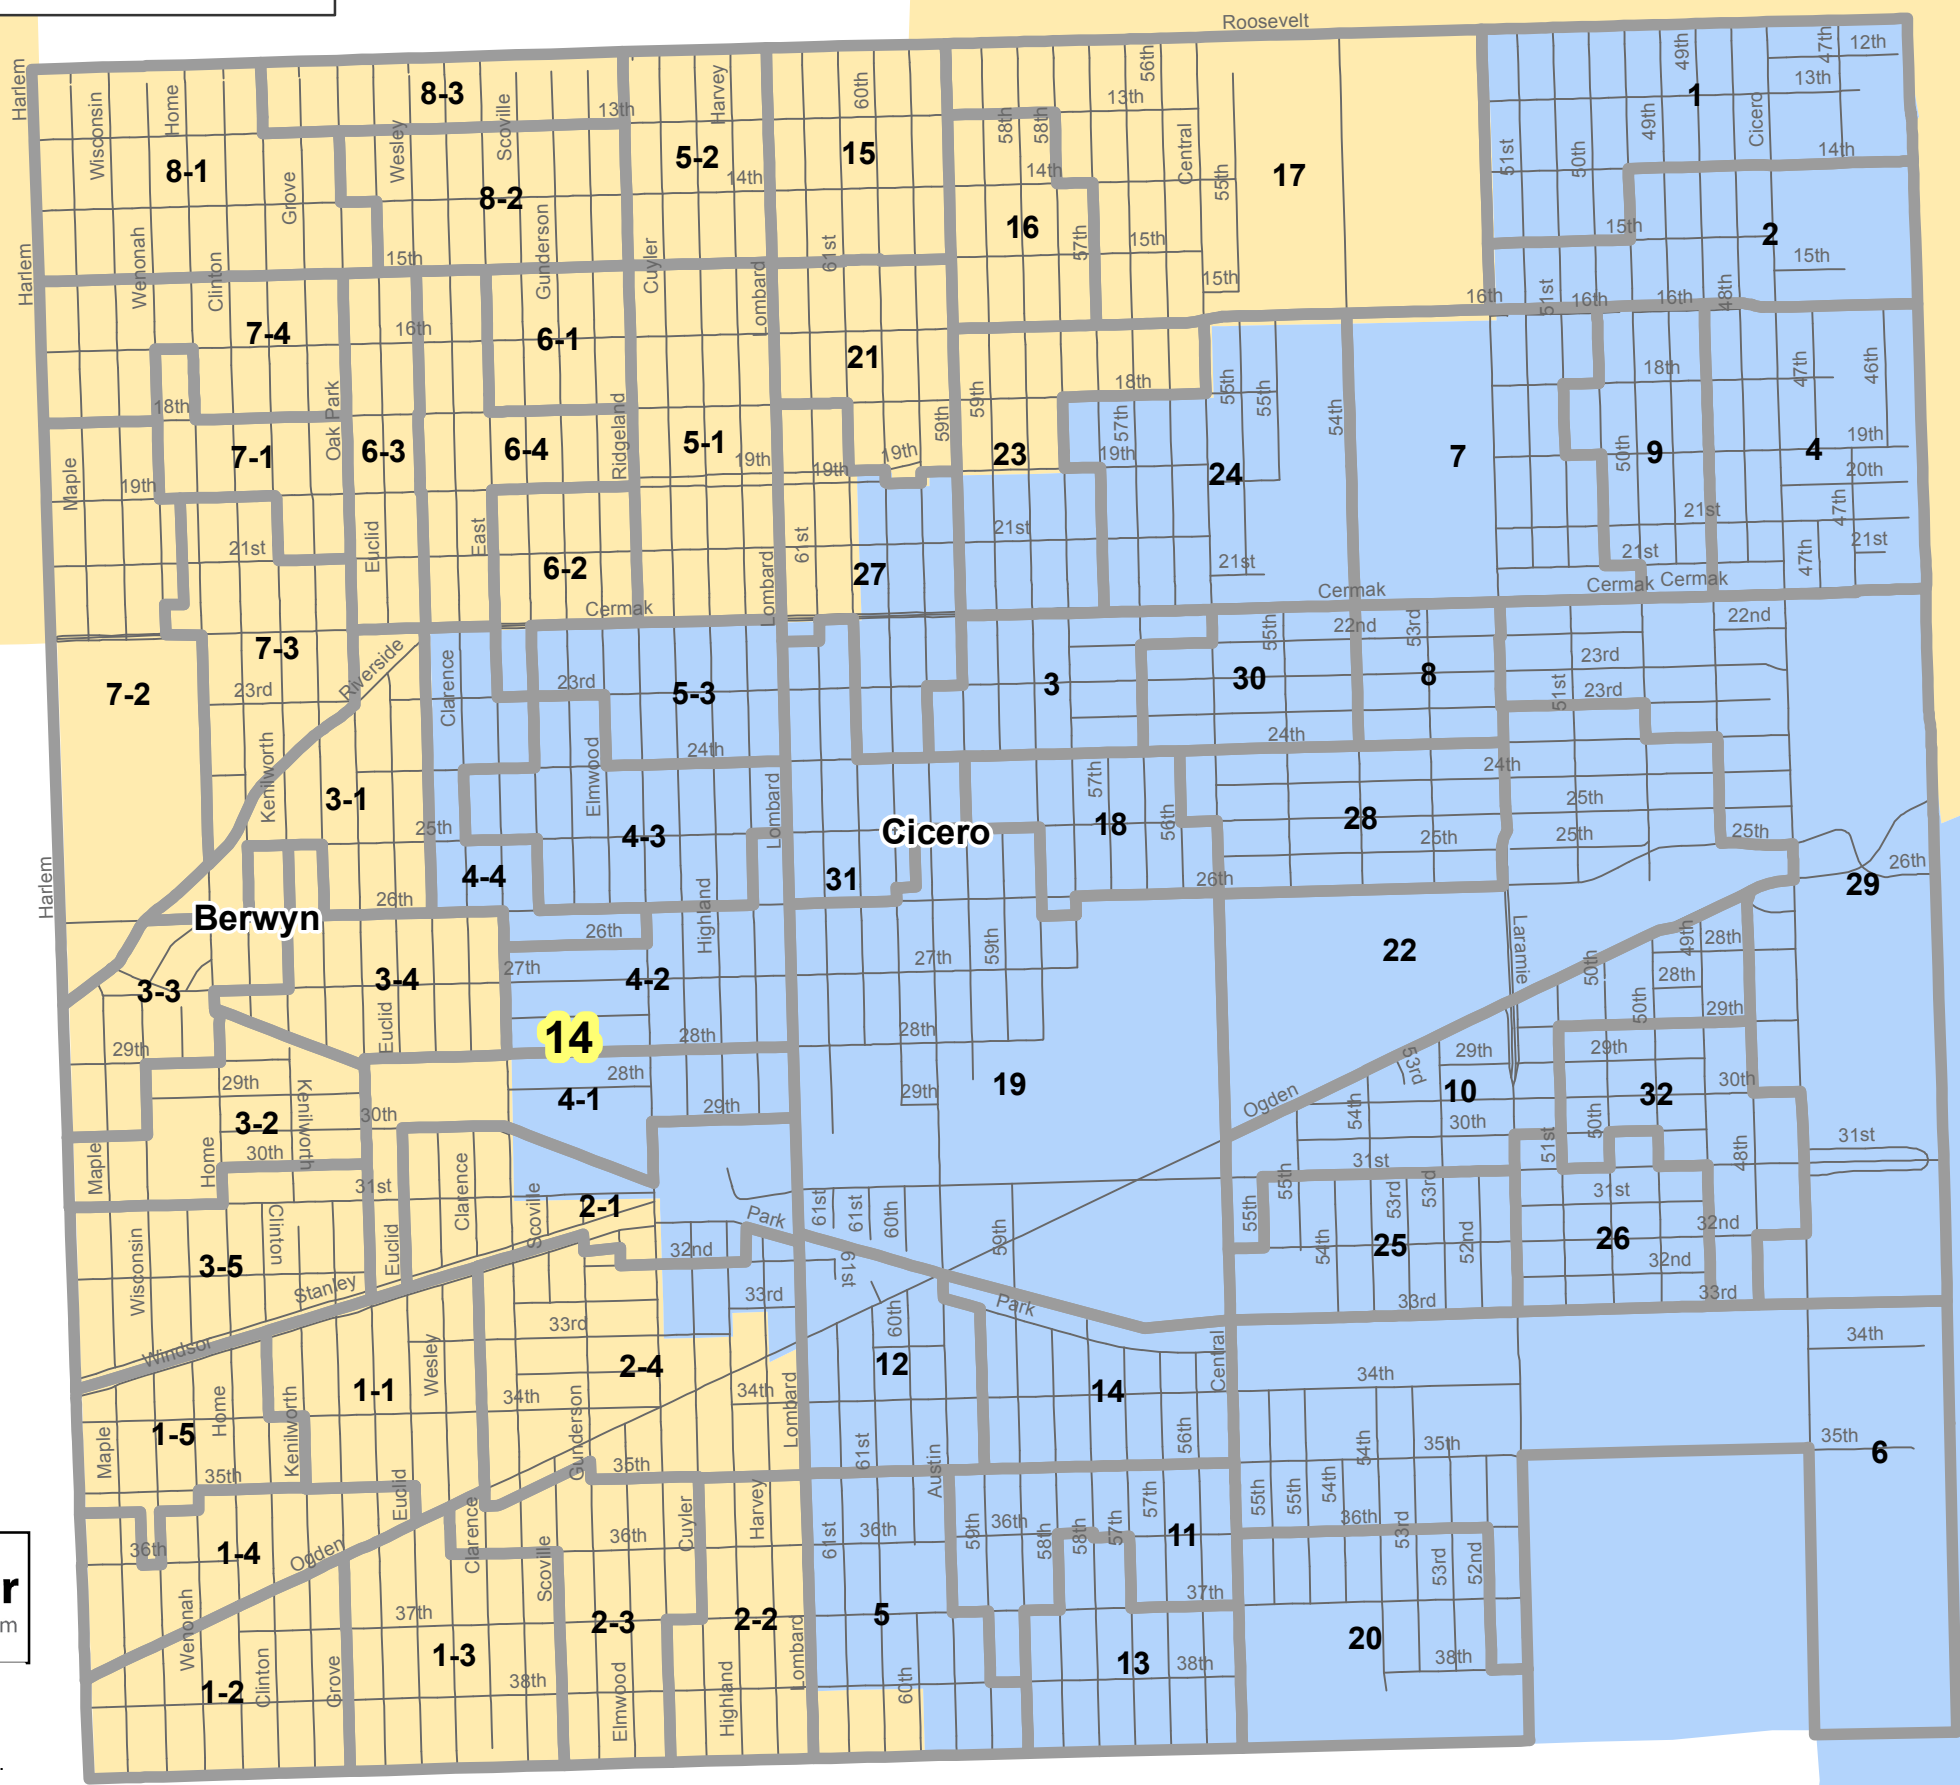 Roosevelt
Harlem
Wisconsin
Home
8-3
Scoville
13th
Harvey
60th
56th
13th
49th
47th
12th
13th
1
Wesley
58th
58th
Central
49th
Cicero
8-1
Grove
8-2
5-2
14th
15
14th
55th
17
51st
50th
14th
Harlem
Wenonah
Clinton
15th
Gunderson
Cuyler
Lombard
61st
16
57th
15th
15th
15th
2
15th
7-4
16th
6-1
21
16th
51st
16th
16th
48th
18th
Oak Park
Ridgeland
59th
59th
18th
55th
55th
54th
18th
47th
46th
Maple
19th
7-1
6-3
6-4
5-1
19th
19th
19th
23
57th
19th
24
7
50th
9
4
19th
20th
21st
Euclid
East
6-2
Lombard
61st
27
21st
21st
21st
21st
47th
47th
21st
Cermak
Cermak
Cermak
Cermak
7-3
Riverside
7-2
23rd
Clarence
23rd
5-3
3
55th
22nd
53rd
30
8
22nd
23rd
51st
23rd
Kenilworth
3-1
Elmwood
24th
Lombard
24th
24th
57th
56th
25th
4-3
Cicero
18
28
25th
25th
25th
25th
Harlem
4-4
31
26th
26th
29
Berwyn
26th
26th
Highland
27th
4-2
27th
59th
22
Laramie
50th
49th
28th
28th
50th
29th
3-3
3-4
Euclid
14
28th
28th
29th
29th
Kenilworth
28th
4-1
29th
29th
19
Ogden
53rd
29th
10
54th
30th
29th
32
30th
50th
3-2
30th
30th
31st
Maple
Home
Clarence
Scoville
2-1
61st
61st
60th
59th
31st
55th
55th
53rd
53rd
51st
31st
48th
31st
Wisconsin
Clinton
Euclid
3-5
Stanley
Park
32nd
61st
54th
25
52nd
26
32nd
32nd
33rd
33rd
33rd
33rd
60th
Park
Windsor
Wesley
2-4
12
Central
34th
34th
1-1
34th
Gunderson
34th
Lombard
14
1-5
Home
Kenilworth
Maple
35th
35th
61st
Austin
56th
54th
35th
35th
6
Euclid
Clarence
Scoville
36th
Cuyler
Harvey
61st
36th
59th
36th
58th
58th
57th
57th
11
55th
55th
54th
36th
53rd
53rd
52nd
36th
1-4
Ogden
r
m
Wenonah
37th
2-3
2-2
Lombard
5
37th
20
1-2
Clinton
Grove
1-3
38th
Elmwood
Highland
60th
13
38th
38th